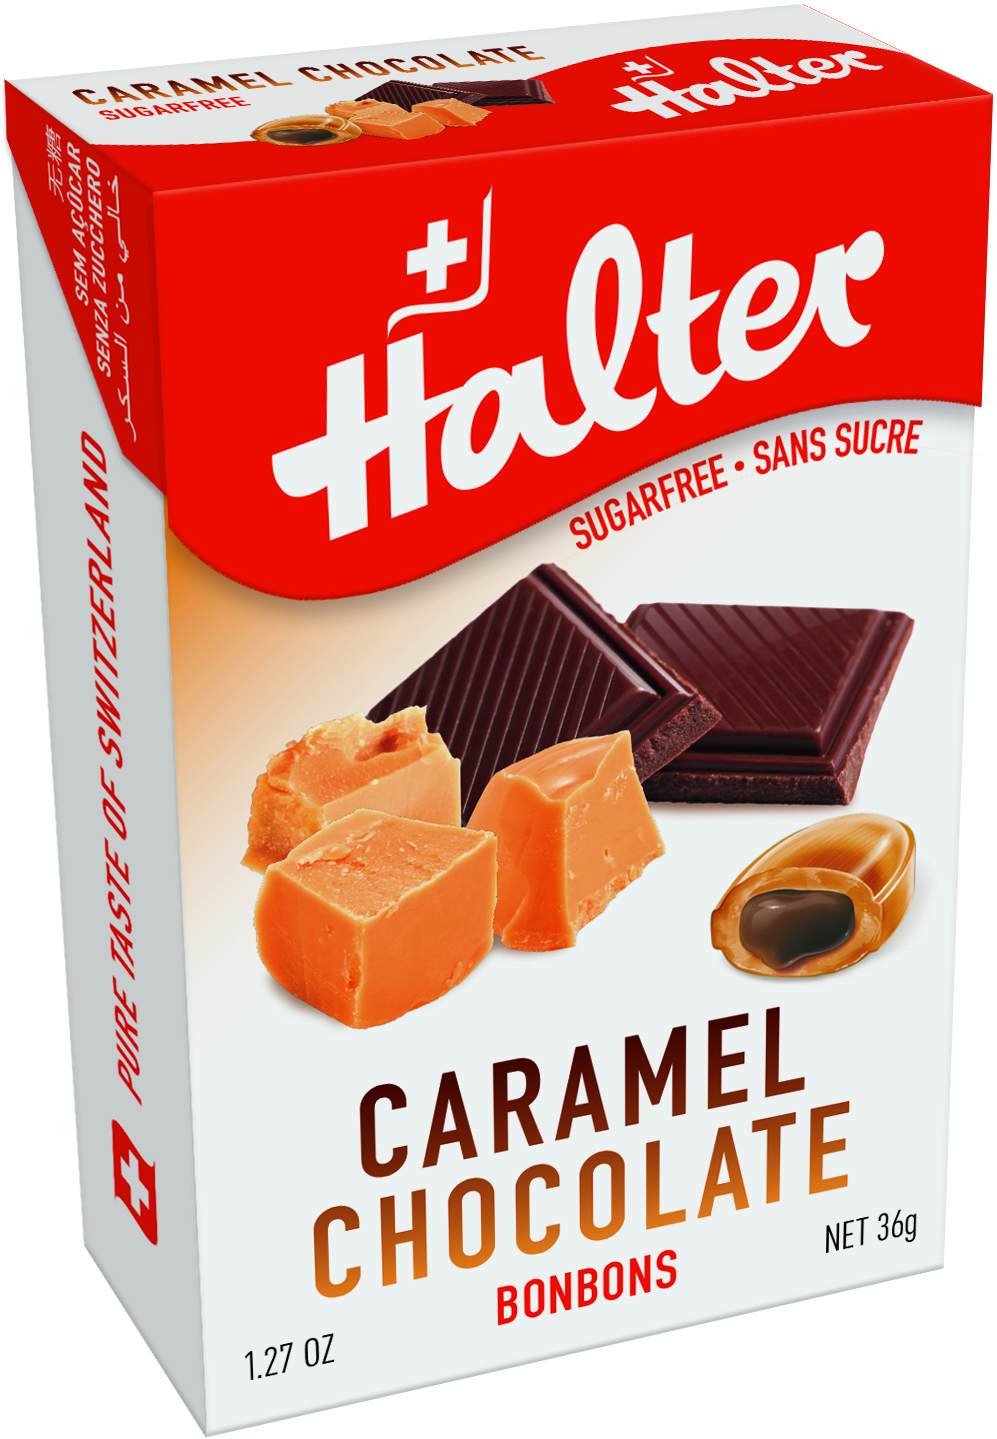 CARAMEL CHOCOLATE
SUGARFREE
Halter
无糖
SEM AÇÚCAR
SENZA ZUCCHERO
خالي من السكر
Halter
SUGARFREE • SANS SUCRE
PURE TASTE OF SWITZERLAND
CARAMEL
CHOCOLATE
BONBONS
NET 36g
1.27 OZ